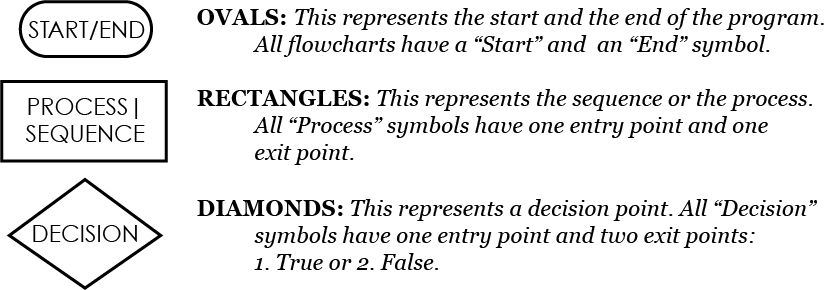 START/END
OVALS: This represents the start and the end of the program.
All flowcharts have a “Start” and an “End” symbol.
PROCESS|
SEQUENCE
RECTANGLES: This represents the sequence or the process.
All “Process” symbols have one entry point and one
exit point.
DECISION
DIAMONDS: This represents a decision point. All “Decision”
symbols have one entry point and two exit points:
1. True or 2. False.